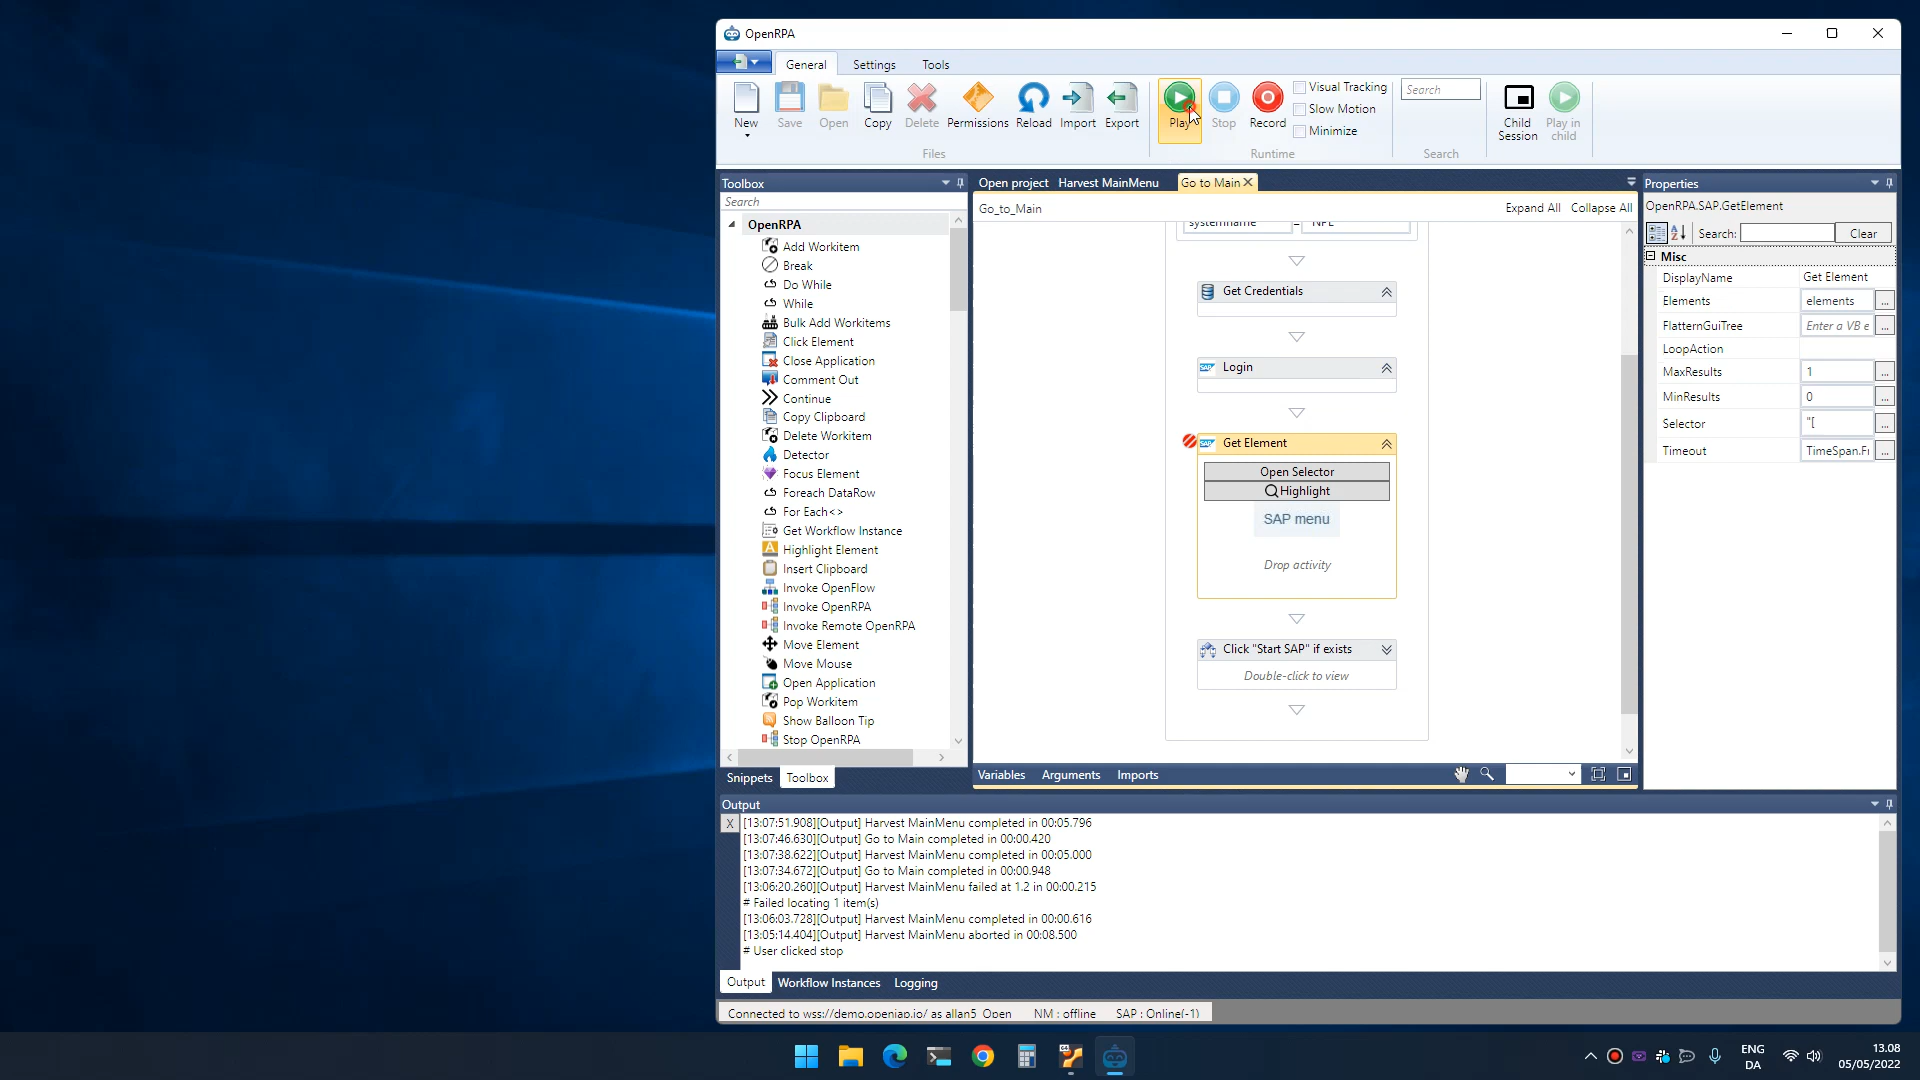 OpenRPA
General Settings Tools
New Save Open Copy Delete Permissions Reload Import Export
Files
Play Stop Record
Visual Tracking
Slow Motion
Minimize
Runtime
Search
Search
Child Session
Play in child
Toolbox
Search
OpenRPA
Add Workitem
Break
Do While
While
Bulk Add Workitems
Click Element
Close Application
Comment Out
Continue
Copy Clipboard
Delete Workitem
Detector
Focus Element
Foreach DataRow
For Each<>
Get Workflow Instance
Highlight Element
Insert Clipboard
Invoke OpenFlow
Invoke OpenRPA
Invoke Remote OpenRPA
Move Element
Move Mouse
Open Application
Pop Workitem
Show Balloon Tip
Stop OpenRPA
Snippets Toolbox
Open project Harvest MainMenu Go to Main
Go_to_Main Expand All Collapse All
systemname = NPL
Get Credentials
SAP Login
SAP Get Element
Open Selector
Highlight
SAP menu
Drop activity
Click "Start SAP" if exists
Double-click to view
Variables Arguments Imports
Properties
OpenRPA.SAP.GetElement
Search: Clear
Misc
DisplayName Get Element
Elements elements ...
FlatternGuiTree Enter a VB e ...
LoopAction
MaxResults 1 ...
MinResults 0 ...
Selector "[ ...
Timeout TimeSpan.Fr ...
Output
X
[13:07:51.908][Output] Harvest MainMenu completed in 00:05.796
[13:07:46.630][Output] Go to Main completed in 00:00.420
[13:07:38.622][Output] Harvest MainMenu completed in 00:05.000
[13:07:34.672][Output] Go to Main completed in 00:00.948
[13:06:20.260][Output] Harvest MainMenu failed at 1.2 in 00:00.215
# Failed locating 1 item(s)
[13:06:03.728][Output] Harvest MainMenu completed in 00:00.616
[13:05:14.404][Output] Harvest MainMenu aborted in 00:08.500
# User clicked stop
Output Workflow Instances Logging
Connected to wss://demo.openiap.io/ as allan5 Open NM : offline SAP : Online(-1)
ENG
DA
13.08
05/05/2022